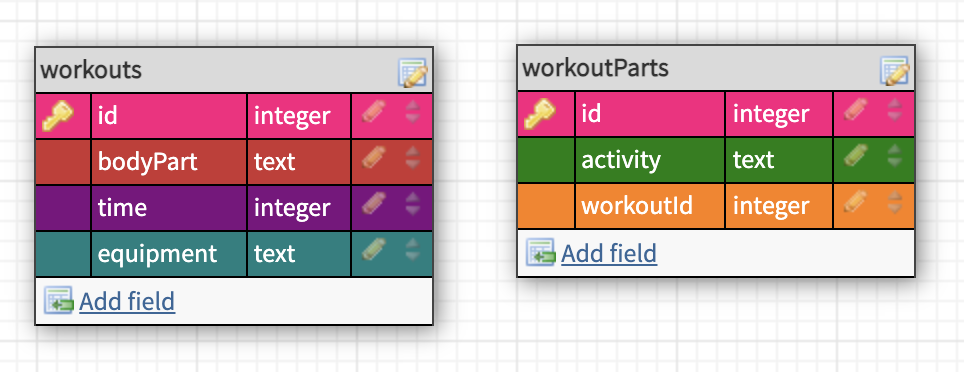 workouts
id integer
bodyPart text
time integer
equipment text
Add field
workoutParts
id integer
activity text
workoutId integer
Add field